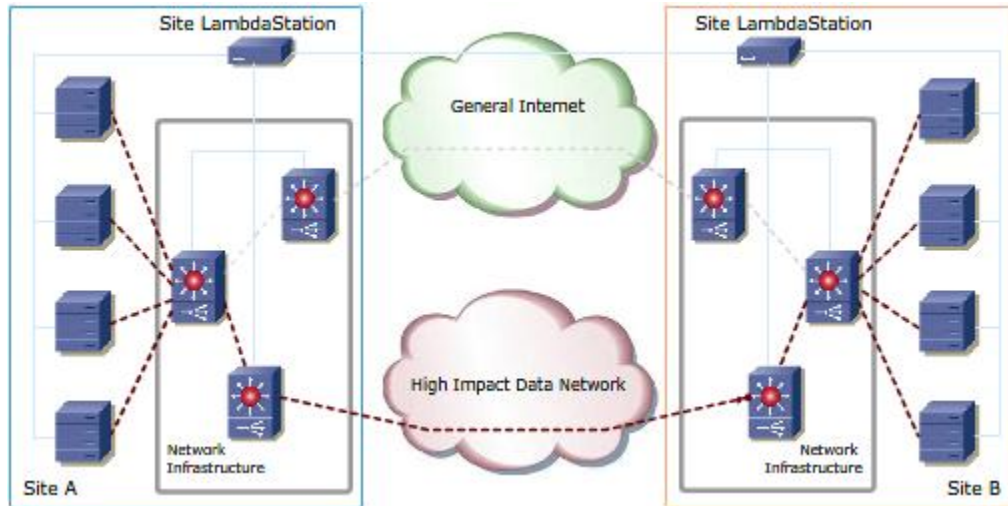 Site LambdaStation
Site LambdaStation
General Internet
High Impact Data Network
Network
Infrastructure
Network
Infrastructure
Site A
Site B